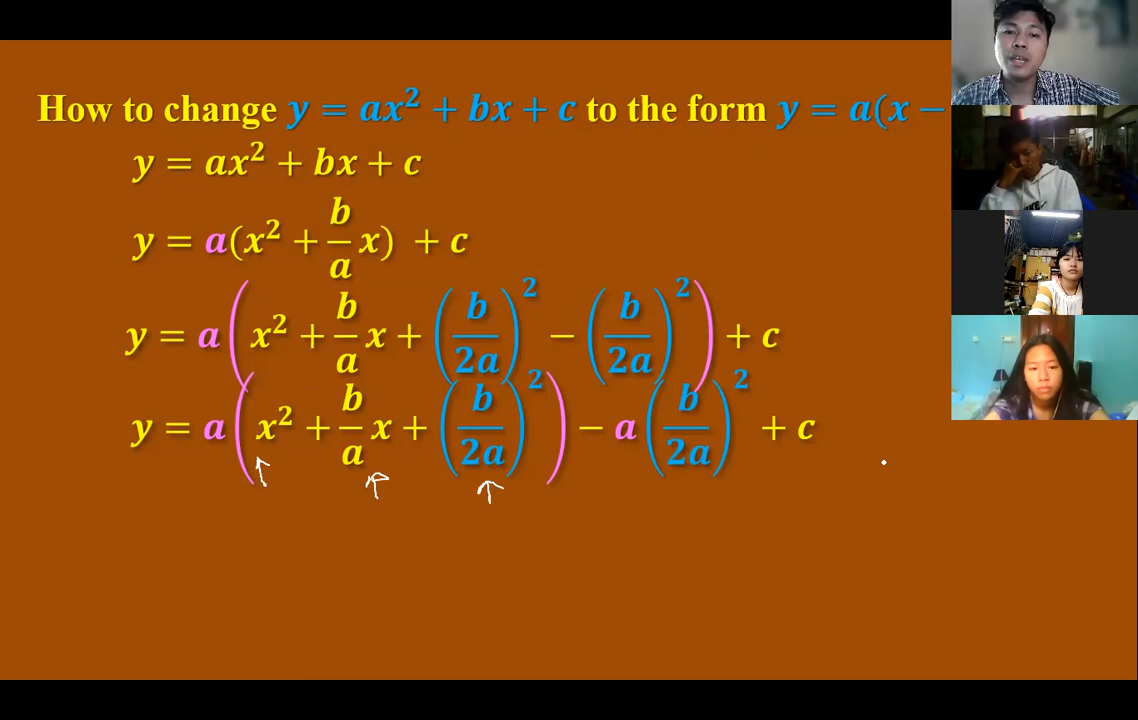 How to change y = ax² + bx + c to the form y = a(x −
y = ax² + bx + c
y = a(x² + b/a x) + c
y = a(x² + b/a x + (b/2a)² − (b/2a)²) + c
y = a(x² + b/a x + (b/2a)²) − a(b/2a)² + c